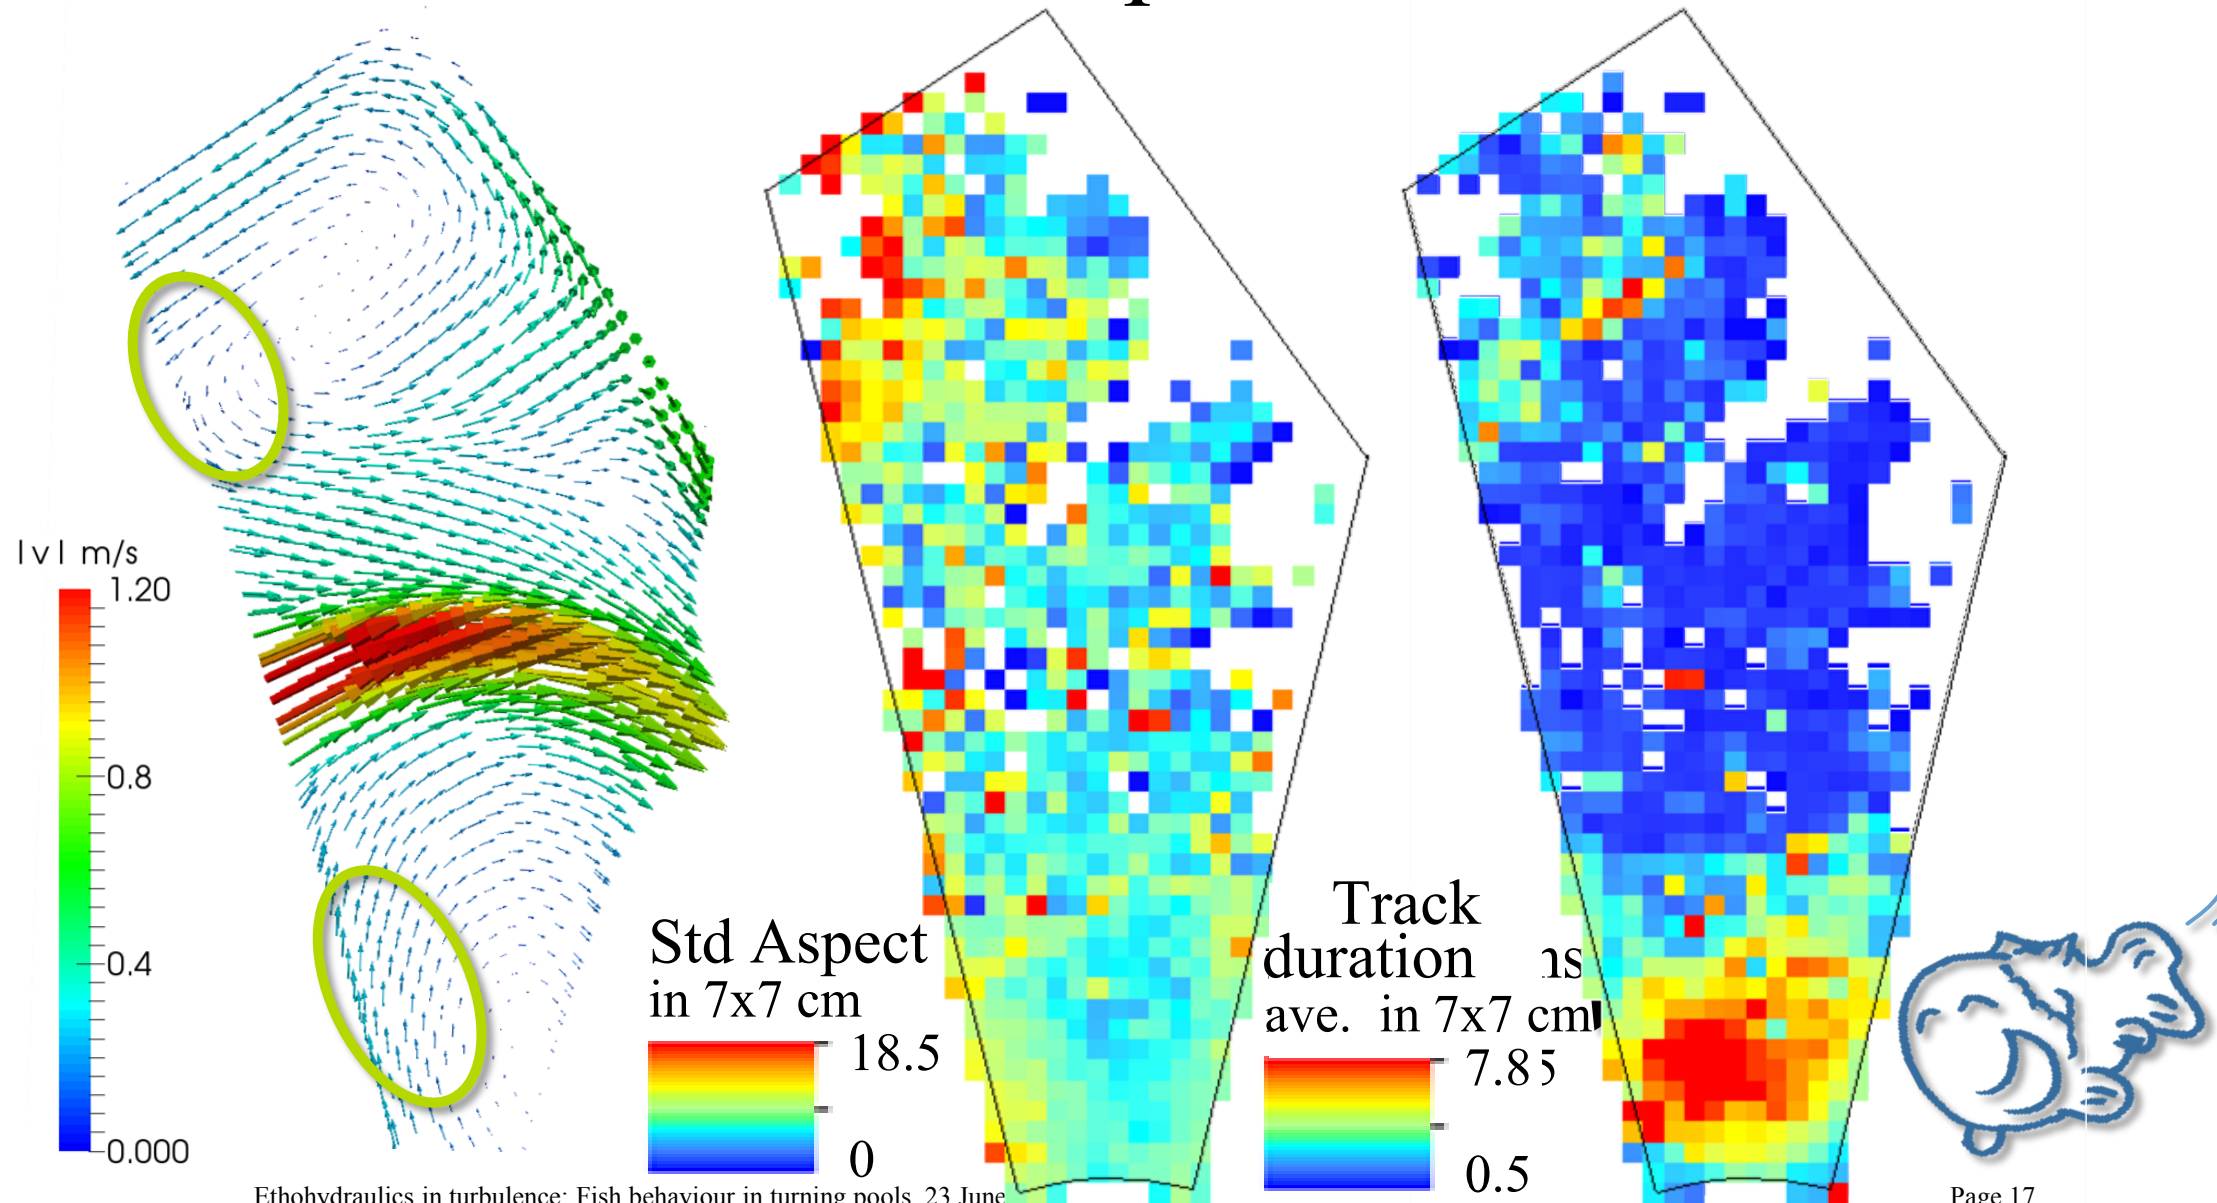 |v| m/s
1.20
0.8
0.4
0.000
Std Aspect
in 7x7 cm
18.5
0
Track
duration ns
ave. in 7x7 cm
7.85
0.5
Ethohydraulics in turbulence: Fish behaviour in turning pools, 23 June
Page 17